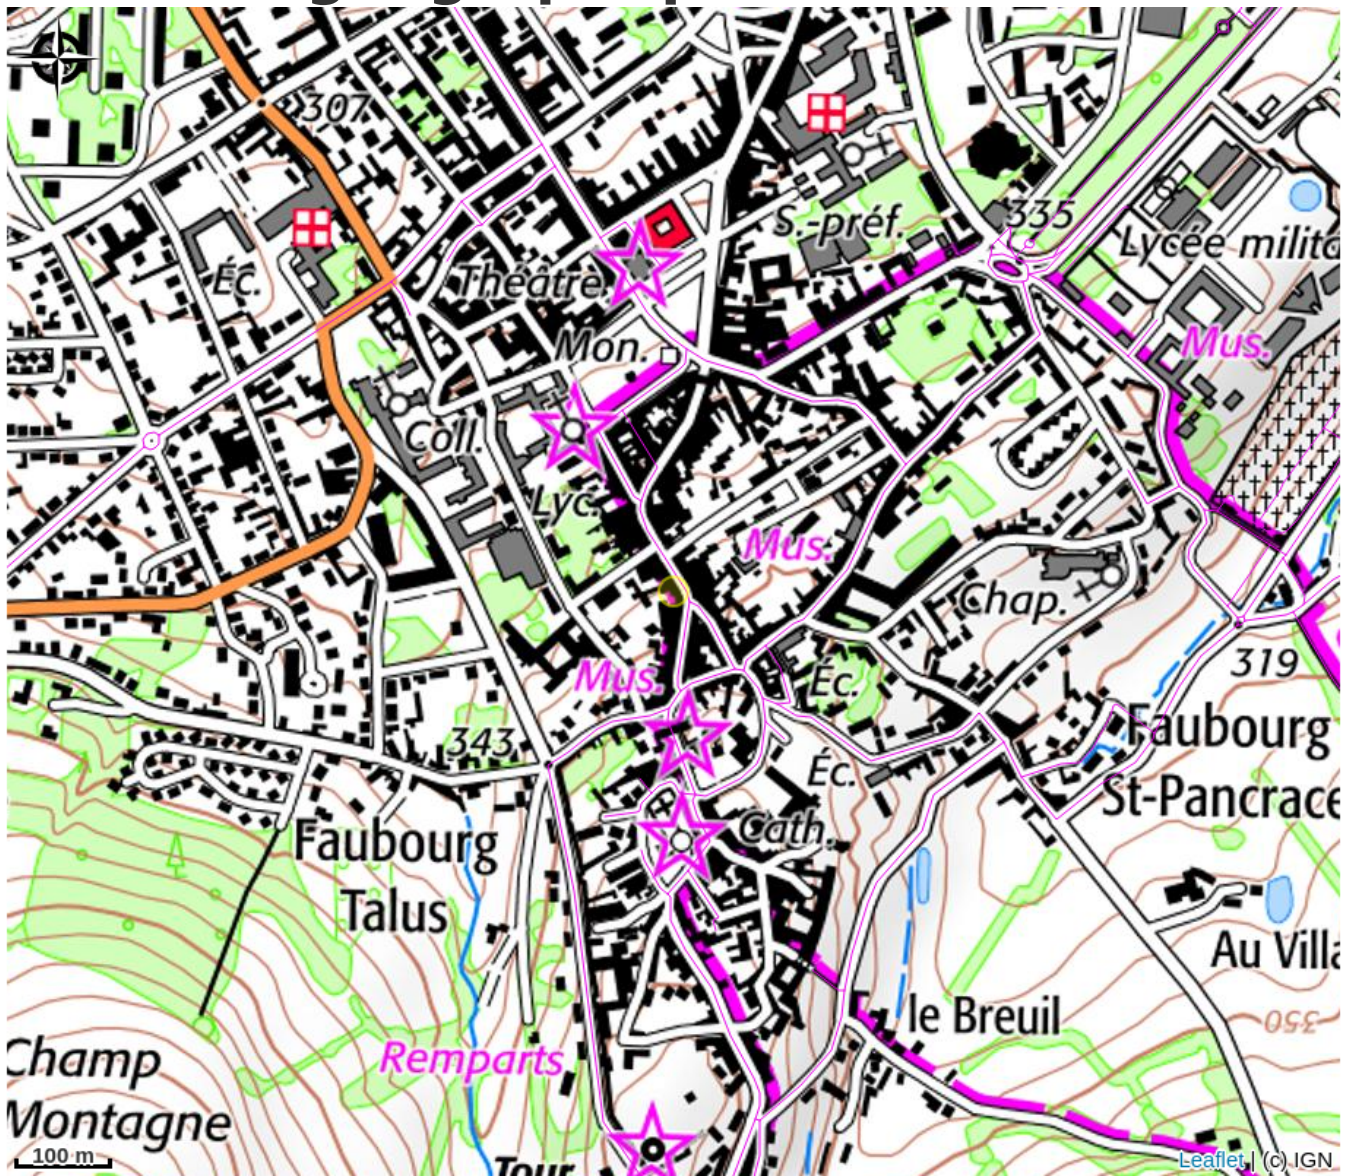 307
335
S.-préf.
Lycée milita
Éc.
Théâtre
Mus.
Mon.
Coll.
Lyc.
Mus.
Chap.
319
Mus.
Éc.
343
Faubourg
St-Pancrace
Éc.
Cath.
Faubourg
Talus
Au Villa
le Breuil
350
Champ
Montagne
Remparts
100 m
Tour
Leaflet | (c) IGN